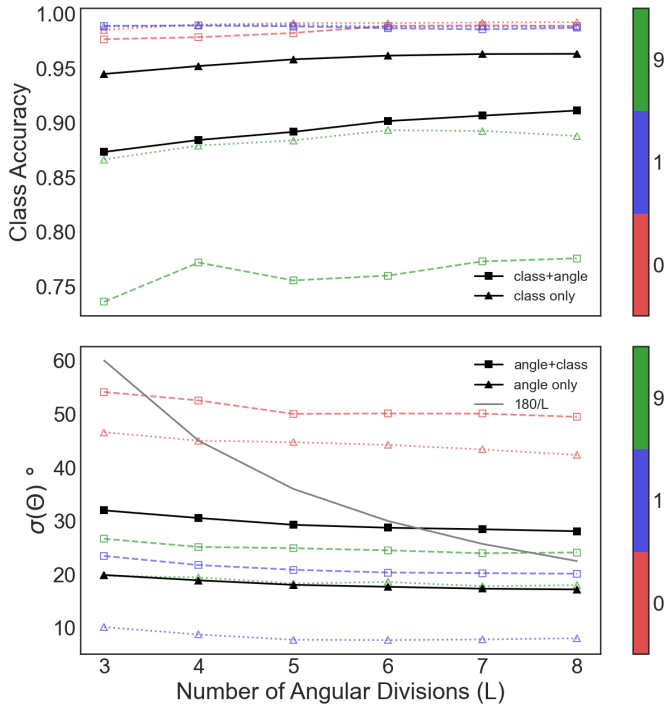 1.00
0.95
0.90
0.85
0.80
0.75
Class Accuracy
class+angle
class only
9
1
0
60
50
40
30
20
10
σ(Θ) °
angle+class
angle only
180/L
9
1
0
3 4 5 6 7 8
Number of Angular Divisions (L)